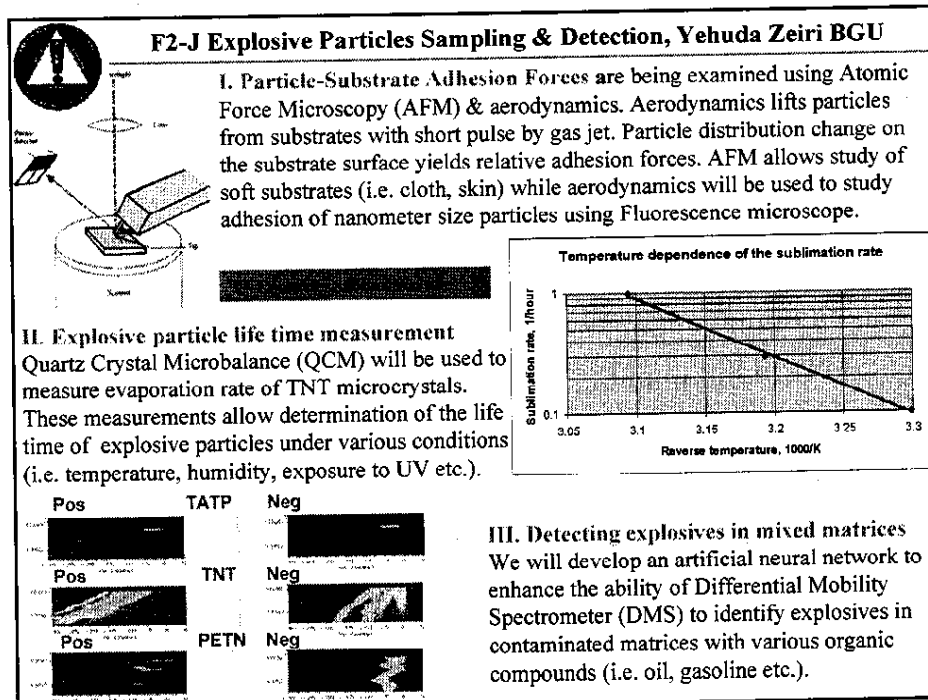 F2-J Explosive Particles Sampling & Detection, Yehuda Zeiri BGU
I. Particle-Substrate Adhesion Forces are being examined using Atomic
Force Microscopy (AFM) & aerodynamics. Aerodynamics lifts particles
from substrates with short pulse by gas jet. Particle distribution change on
the substrate surface yields relative adhesion forces. AFM allows study of
soft substrates (i.e. cloth, skin) while aerodynamics will be used to study
adhesion of nanometer size particles using Fluorescence microscope.
Temperature dependence of the sublimation rate
Sublimation rate, 1/hour
1
0.1
3.05 3.1 3.15 3.2 3.25 3.3
Reverse temperature, 1000/K
II. Explosive particle life time measurement
Quartz Crystal Microbalance (QCM) will be used to
measure evaporation rate of TNT microcrystals.
These measurements allow determination of the life
time of explosive particles under various conditions
(i.e. temperature, humidity, exposure to UV etc.).
Pos TATP Neg
Pos TNT Neg
Pos PETN Neg
III. Detecting explosives in mixed matrices
We will develop an artificial neural network to
enhance the ability of Differential Mobility
Spectrometer (DMS) to identify explosives in
contaminated matrices with various organic
compounds (i.e. oil, gasoline etc.).